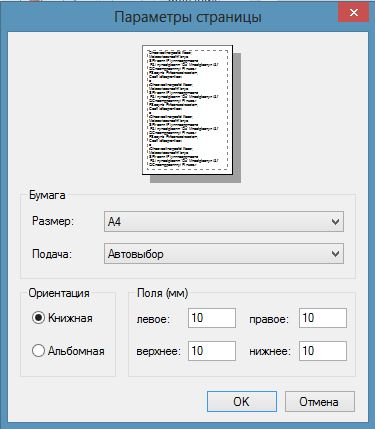 Параметры страницы
Бумага
Размер: A4
Подача: Автовыбор
Ориентация
Книжная
Альбомная
Поля (мм)
левое: 10 правое: 10
верхнее: 10 нижнее: 10
OK Отмена